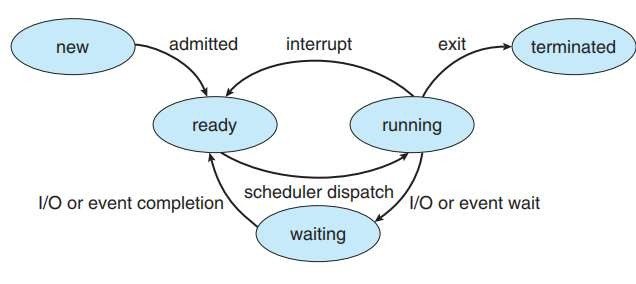 new
admitted
interrupt
exit
terminated
ready
running
scheduler dispatch
I/O or event completion
I/O or event wait
waiting